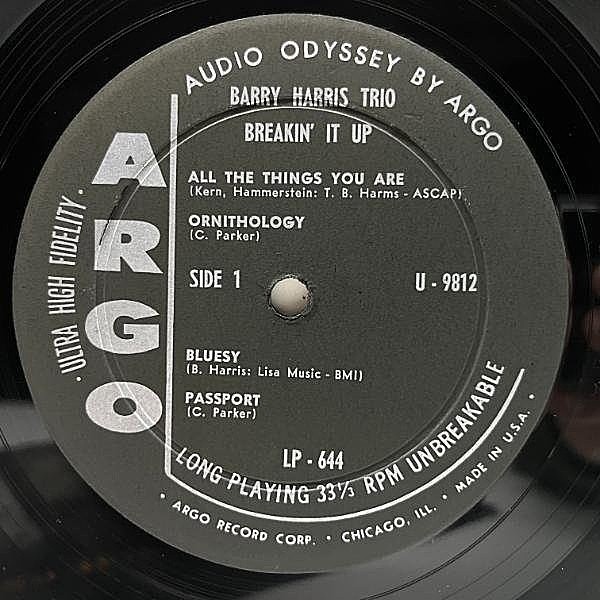 AUDIO ODYSSEY BY ARGO
BARRY HARRIS TRIO
BREAKIN' IT UP
ARGO
· ULTRA HIGH FIDELITY ·
ALL THE THINGS YOU ARE
(Kern, Hammerstein: T. B. Harms - ASCAP)
ORNITHOLOGY
(C. Parker)
SIDE 1
U - 9812
BLUESY
(B. Harris: Lisa Music - BMI)
PASSPORT
(C. Parker)
LP - 644
LONG PLAYING 33⅓ RPM UNBREAKABLE
• ARGO RECORD CORP. • CHICAGO, ILL. • MADE IN U.S.A. •